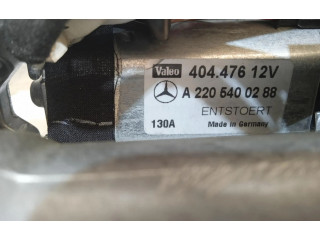 Valeo 404.476 12V
A 220 540 02 88
ENTSTOERT
130A Made in Germany